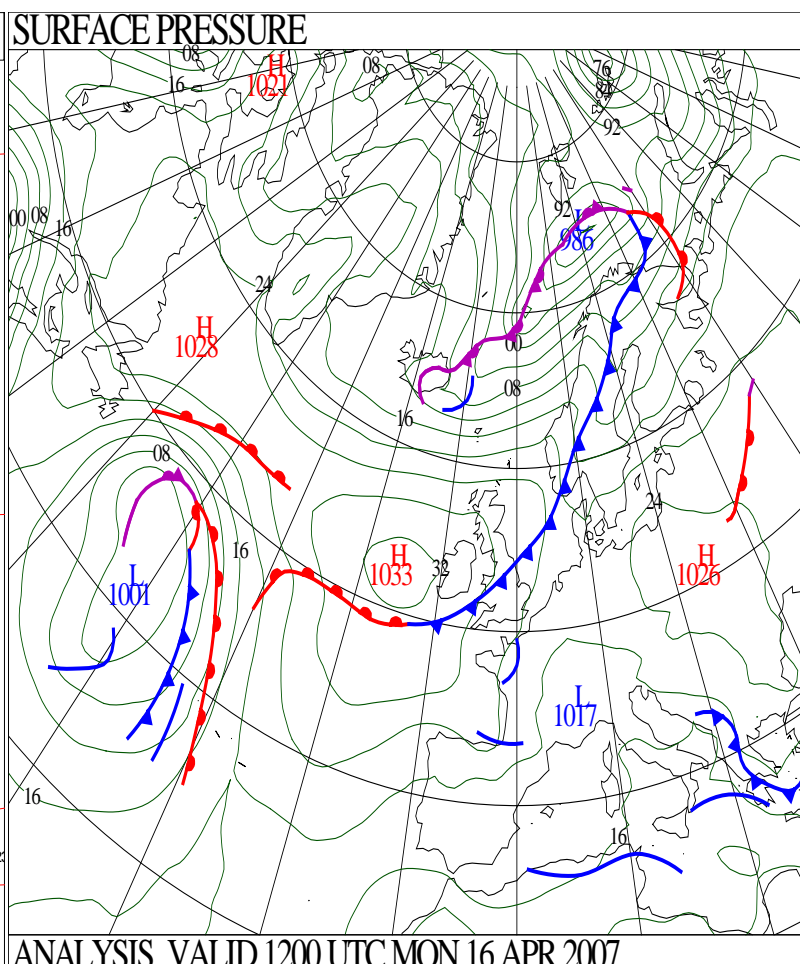 SURFACE PRESSURE
08
H
1021
16
08
76
84
92
00 08
16
92
L
986
24
H
1028
00
08
16
08
24
16
H
1033
32
H
1026
L
1001
L
1017
16
16
ANALYSIS VALID 1200 UTC MON 16 APR 2007